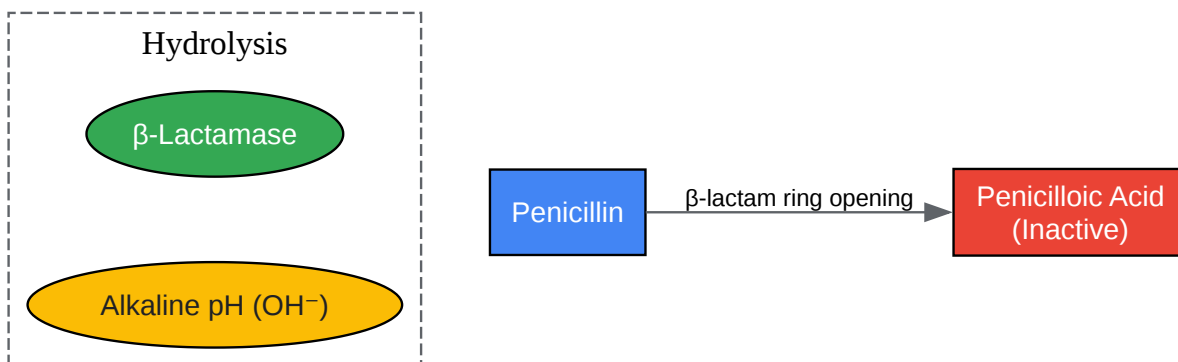 Hydrolysis
β-Lactamase
Alkaline pH (OH⁻)
Penicillin
β-lactam ring opening
Penicilloic Acid
(Inactive)